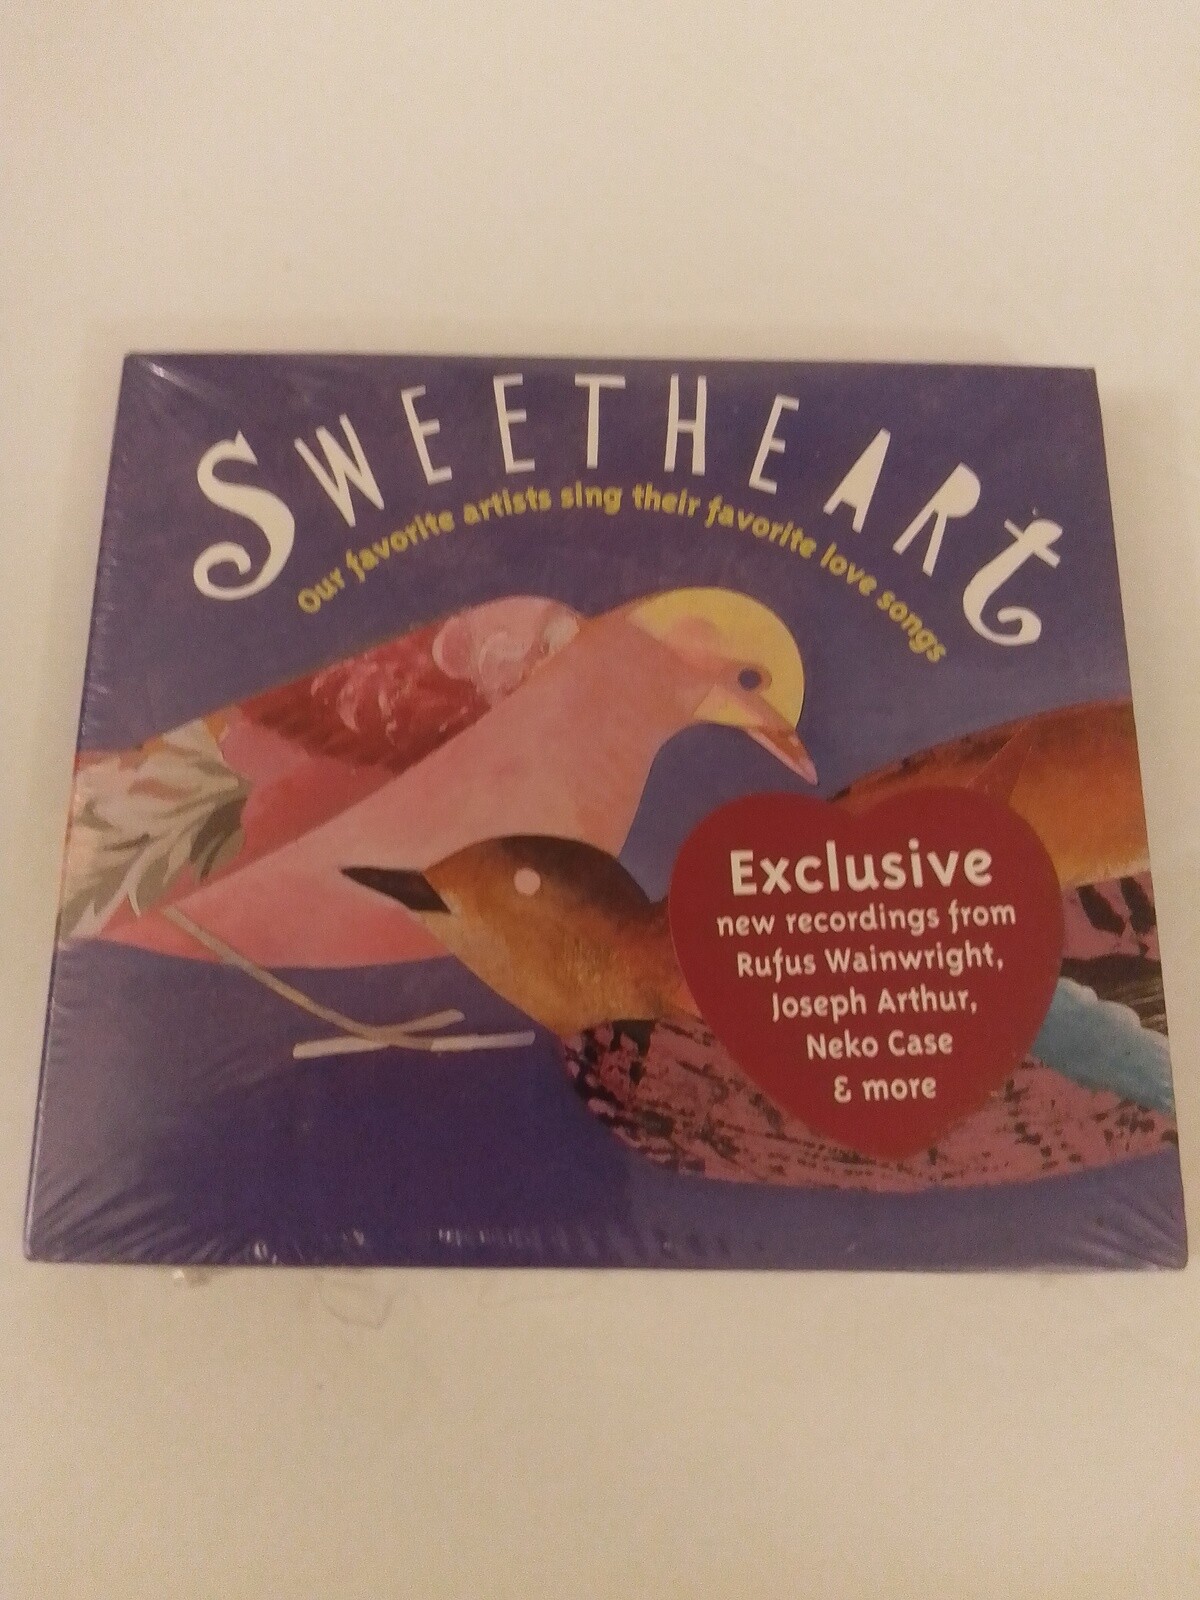 SWEETHEARt
Our favorite artists sing their favorite love songs
Exclusive
new recordings from
Rufus Wainwright,
Joseph Arthur,
Neko Case
& more